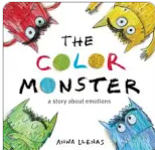 THE
COLOR
MONSTER
a story about emotions
ANNA LLENAS